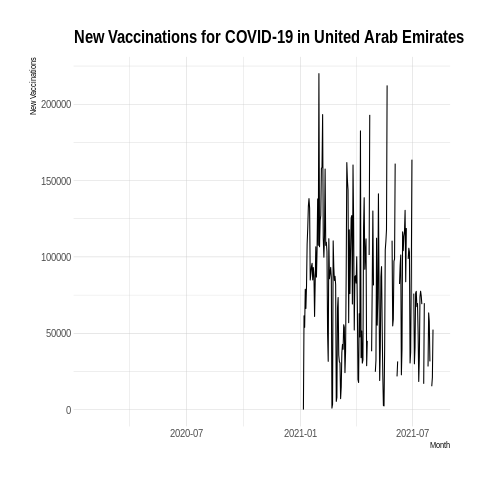 New Vaccinations for COVID-19 in United Arab Emirates
New Vaccinations
200000
150000
100000
50000
0
2020-07
2021-01
2021-07
Month